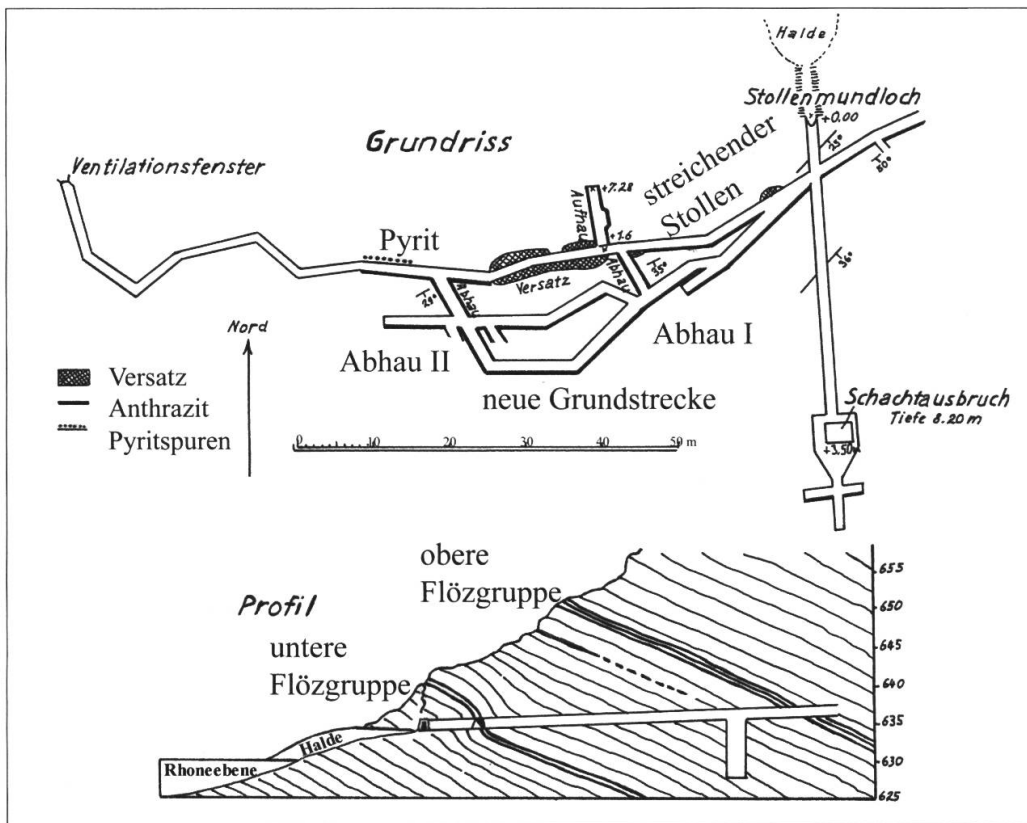 Halde
Stollenmundloch
+0.00
25°
80°
Grundriss
streichender
Stollen
Ventilationsfenster
Aufhau
+7.28
+1.6
Pyrit
Versatz
Abhau
35°
Abhau
25°
36°
Nord
Abhau II
Abhau I
neue Grundstrecke
Versatz
Anthrazit
Pyritspuren
0 10 20 30 40 50 m
Schachtausbruch
Tiefe 8.20 m
+3.50
obere
Flözgruppe
Profil
untere
Flözgruppe
Halde
Rhoneebene
655
650
645
640
635
630
625